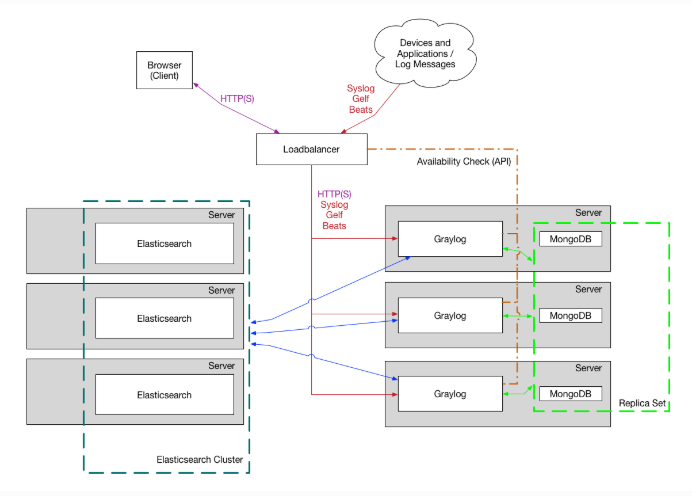 Devices and
Applications /
Log Messages
Browser
(Client)
Syslog
Gelf
Beats
HTTP(S)
Loadbalancer
Availability Check (API)
HTTP(S)
Syslog
Gelf
Beats
Server
Elasticsearch
Server
Elasticsearch
Server
Elasticsearch
Elasticsearch Cluster
Server
Graylog
MongoDB
Server
Graylog
MongoDB
Server
Graylog
MongoDB
Replica Set